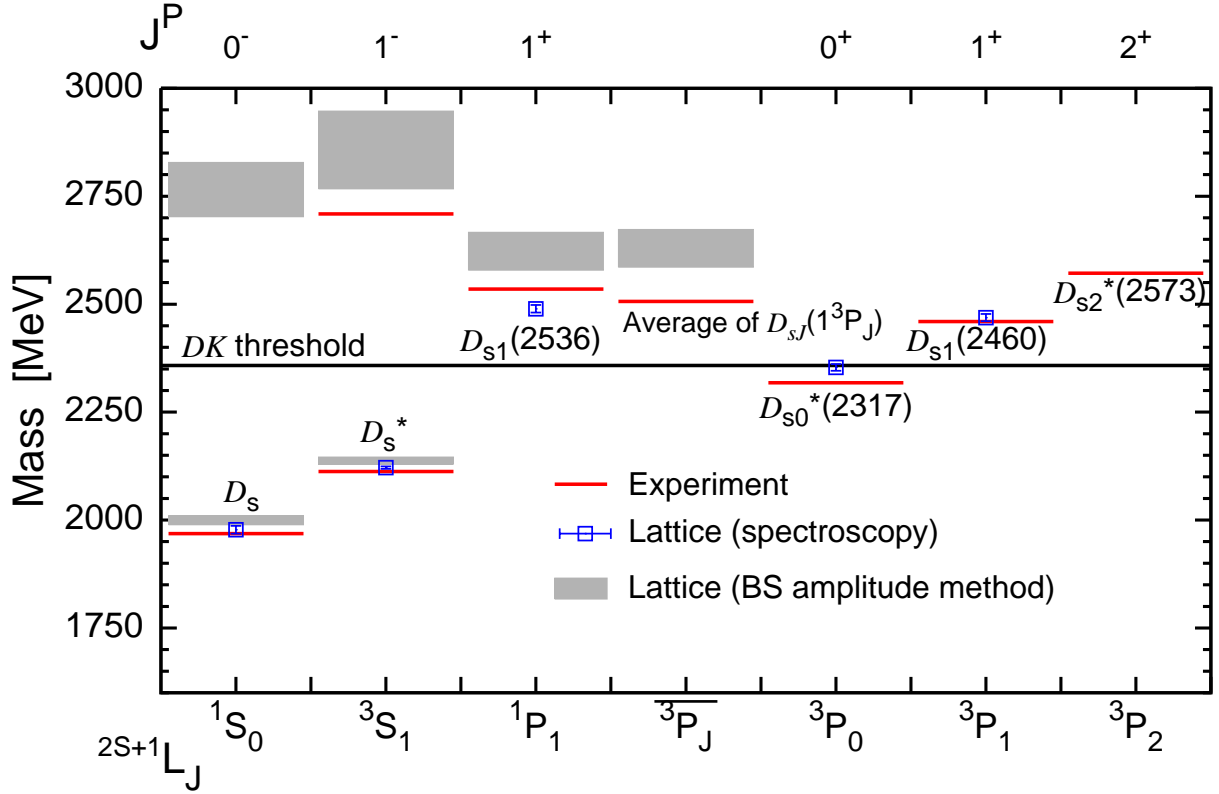 J^P 0^- 1^- 1^+ 0^+ 1^+ 2^+
3000
2750
2500
2250
2000
1750
Mass [MeV]
D_s2*(2573)
Average of D_sJ(1^3P_J)
D_s1(2536)
D_s1(2460)
DK threshold
D_s0*(2317)
D_s*
D_s
Experiment
Lattice (spectroscopy)
Lattice (BS amplitude method)
^1S_0 ^3S_1 ^1P_1 ^3P_J ^3P_0 ^3P_1 ^3P_2
^2S+1L_J